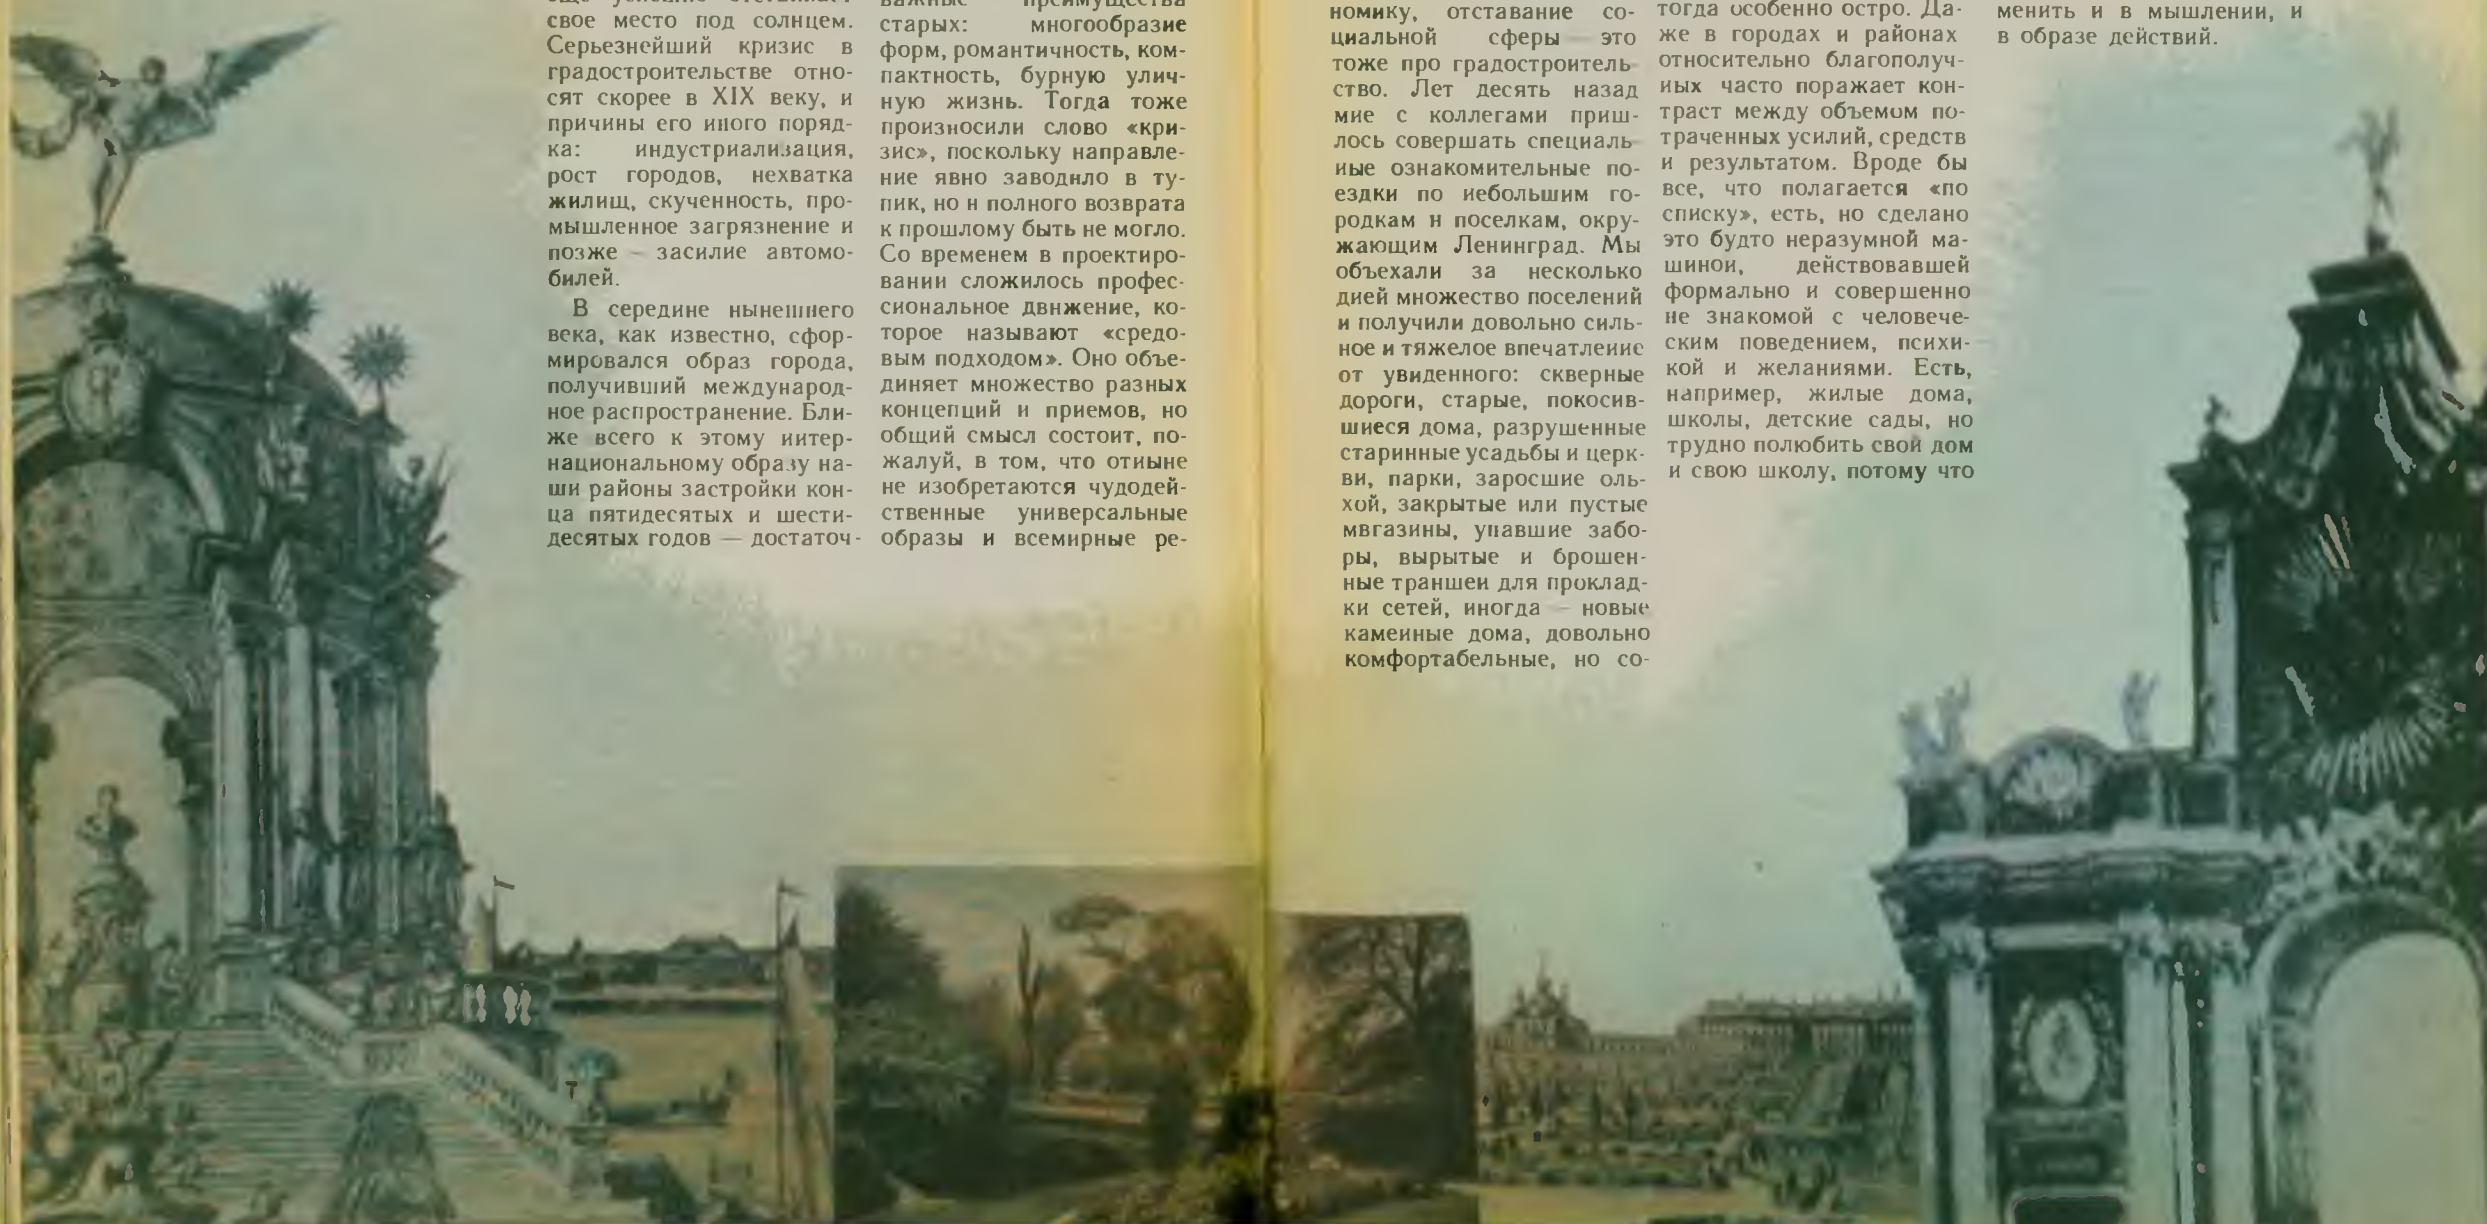 свое место под солнцем.
Серьезнейший кризис в
градостроительстве отно-
сят скорее в XIX веку, и
причины его иного поряд-
ка: индустриализация,
рост городов, нехватка
жилищ, скученность, про-
мышленное загрязнение и
позже — засилие автомо-
билей.
В середине нынешнего
века, как известно, сфор-
мировался образ города,
получивший международ-
ное распространение. Бли-
же всего к этому интер-
национальному образу на-
ши районы застройки кон-
ца пятидесятых и шести-
десятых годов — достаточ-
важные преимущества
старых: многообразие
форм, романтичность, ком-
пактность, бурную улич-
ную жизнь. Тогда тоже
произносили слово «кри-
зис», поскольку направле-
ние явно заводило в ту-
пик, но н полного возврата
к прошлому быть не могло.
Со временем в проектиро-
вании сложилось профес-
сиональное движение, ко-
торое называют «средо-
вым подходом». Оно объе-
диняет множество разных
концепций и приемов, но
общий смысл состоит, по-
жалуй, в том, что отныне
не изобретаются чудодей-
ственные универсальные
образы и всемирные ре-
номику, отставание со-
циальной сферы — это
тоже про градостроитель-
ство. Лет десять назад
мне с коллегами приш-
лось совершать специаль-
ные ознакомительные по-
ездки по небольшим го-
родкам н поселкам, окру-
жающим Ленинград. Мы
объехали за несколько
дией множество поселений
и получили довольно силь-
ное и тяжелое впечатление
от увиденного: скверные
дороги, старые, покосив-
шиеся дома, разрушенные
старинные усадьбы и церк-
ви, парки, заросшие оль-
хой, закрытые или пустые
мвгазины, упавшие забо-
ры, вырытые и брошен-
ные траншеи для проклад-
ки сетей, иногда — новые
каменные дома, довольно
комфортабельные, но со-
тогда особенно остро. Да-
же в городах и районах
относительно благополуч-
ных часто поражает кон-
траст между объемом по-
траченных усилий, средств
и результатом. Вроде бы
все, что полагается «по
списку», есть, но сделано
это будто неразумной ма-
шиной, действовавшей
формально и совершенно
не знакомой с человече-
ским поведением, психи-
кой и желаниями. Есть,
например, жилые дома,
школы, детские сады, но
трудно полюбить свой дом
и свою школу, потому что
менить и в мышлении, и
в образе действий.